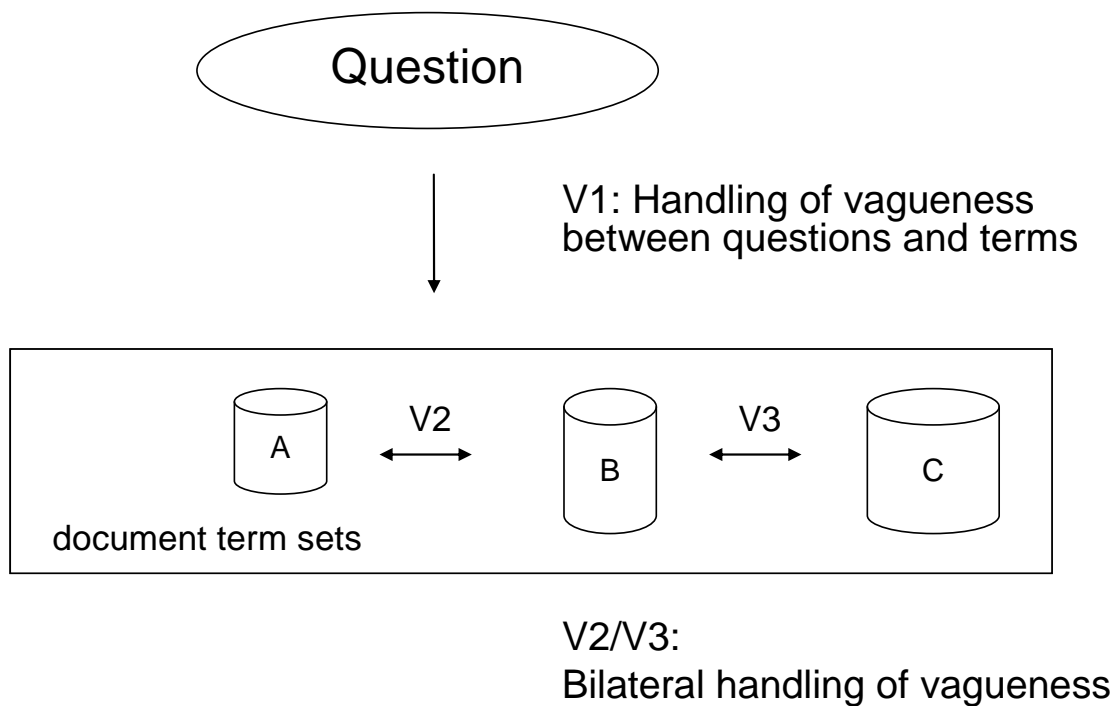 Question
V1: Handling of vagueness
between questions and terms
V2
V3
A
B
C
document term sets
V2/V3:
Bilateral handling of vagueness